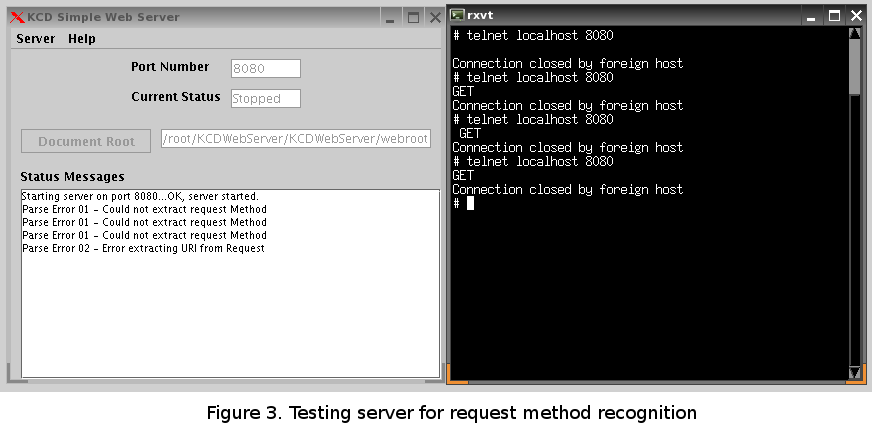 KCD Simple Web Server
Server Help
Port Number 8080
Current Status Stopped
Document Root /root/KCDWebServer/KCDWebServer/webroot
Status Messages
Starting server on port 8080...OK, server started.
Parse Error 01 - Could not extract request Method
Parse Error 01 - Could not extract request Method
Parse Error 01 - Could not extract request Method
Parse Error 02 - Error extracting URI from Request
rxvt
# telnet localhost 8080
Connection closed by foreign host
# telnet localhost 8080
GET
Connection closed by foreign host
# telnet localhost 8080
 GET
Connection closed by foreign host
# telnet localhost 8080
GET
Connection closed by foreign host
#
Figure 3. Testing server for request method recognition